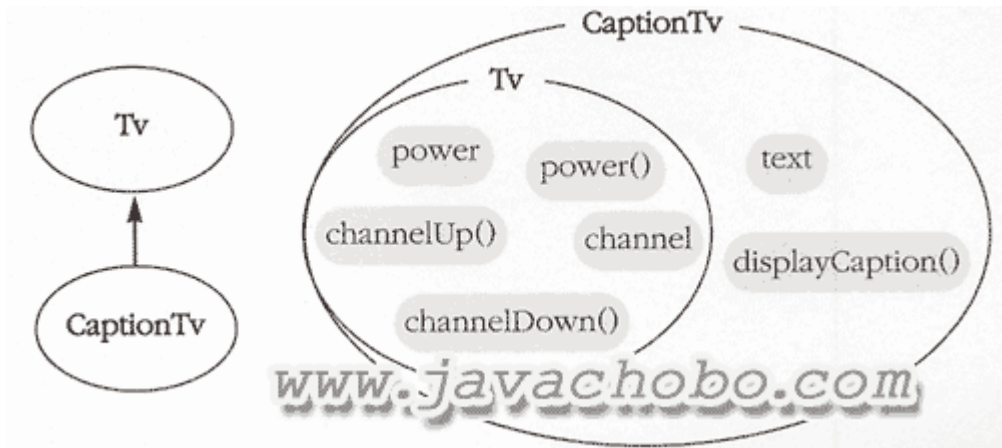 CaptionTv
Tv
Tv
power
power()
text
channelUp()
channel
displayCaption()
CaptionTv
channelDown()
www.javachobo.com